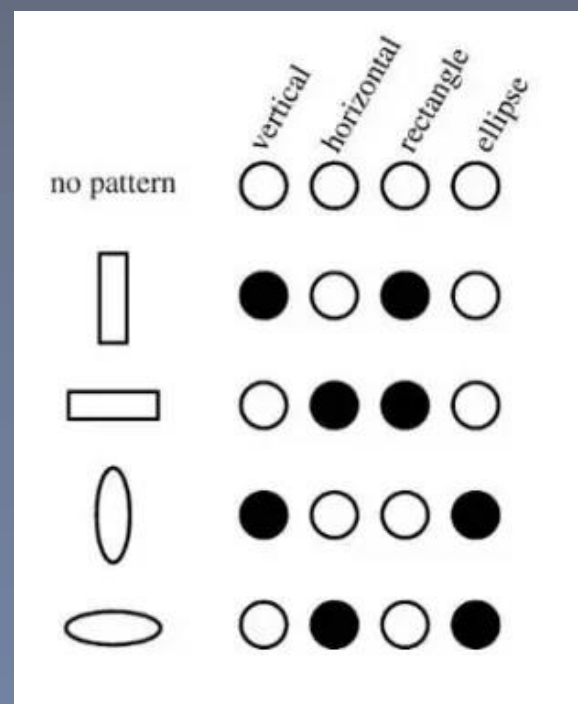 vertical
horizontal
rectangle
ellipse
no pattern